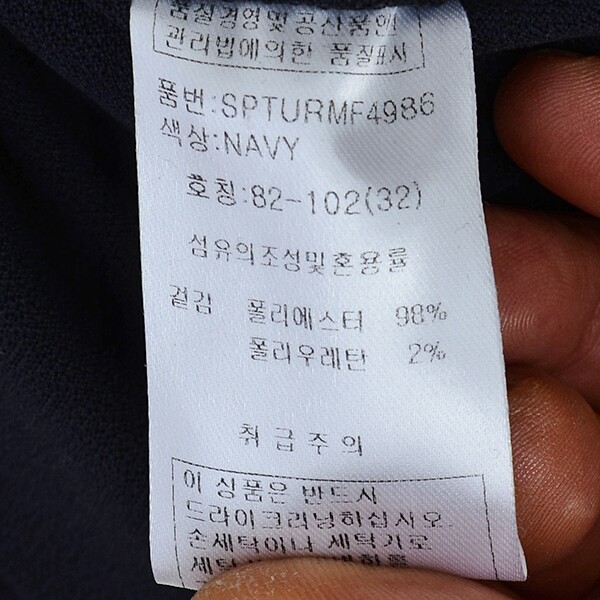 품질경영및공산품안
관리법에의한 품질표시
품번:SPTURMF4986
색상:NAVY
호칭:82-102(32)
섬유의조성및혼용률
겉감 폴리에스터 98%
폴리우레탄 2%
취급주의
이 상품은 반드시
드라이크리닝하십시오.
손세탁이나 세탁기로